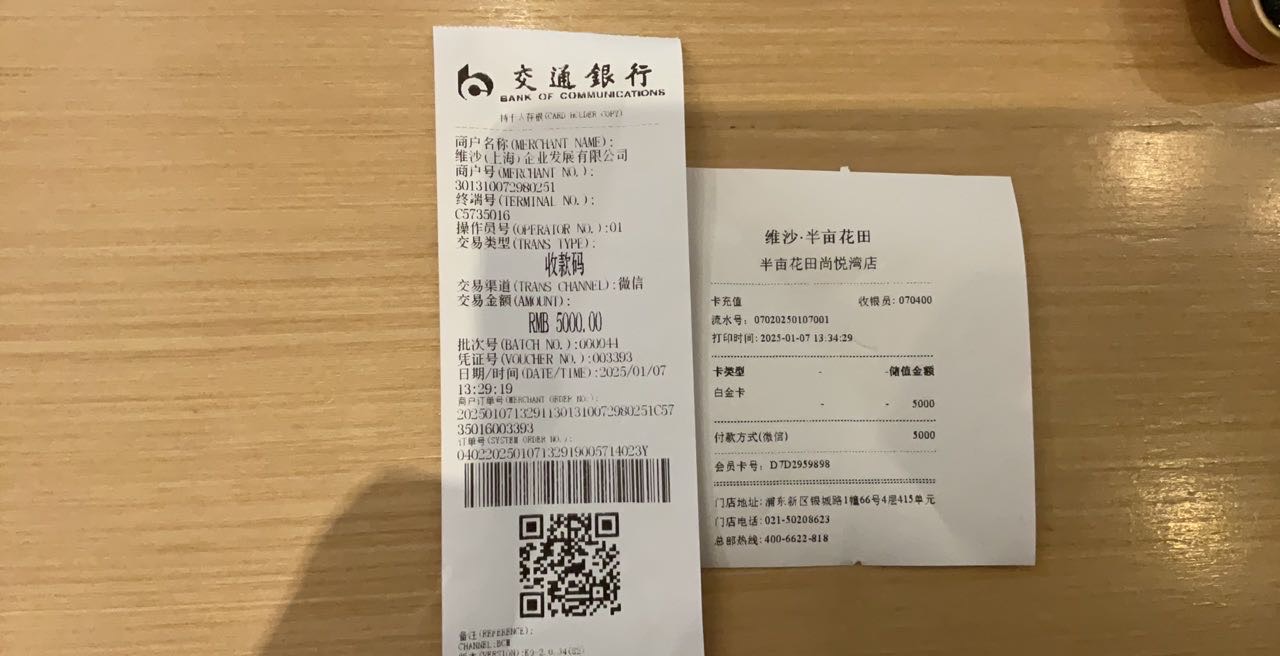 交通銀行
BANK OF COMMUNICATIONS
持卡人存根(CARD HOLDER COPY)
商户名称(MERCHANT NAME):
维沙(上海)企业发展有限公司
商户号(MERCHANT NO.):
301310072980251
终端号(TERMINAL NO.):
C5735016
操作员号(OPERATOR NO.):01
交易类型(TRANS TYPE):
收款码
交易渠道(TRANS CHANNEL):微信
交易金额(AMOUNT):
RMB 5000.00
批次号(BATCH NO.):000044
凭证号(VOUCHER NO.):003393
日期/时间(DATE/TIME):2025/01/07
13:29:19
商户订单号(MERCHANT ORDER NO.):
20250107132911301310072980251C57
35016003393
订单号(SYSTEM ORDER NO.):
04022025010713291900571​4023Y
备注(REFERENCE):
CHANNEL:BCM
版本(VERSION):K9-2.0.34(S2)
维沙·半亩花田
半亩花田尚悦湾店
卡充值 收银员: 070400
流水号: 07020250107001
打印时间: 2025-01-07 13:34:29
卡类型 - -储值金额
白金卡
- - 5000
付款方式(微信) 5000
会员卡号: D7D2959898
门店地址: 浦东新区银城路1幢66号4层415单元
门店电话: 021-50208623
总部热线: 400-6622-818